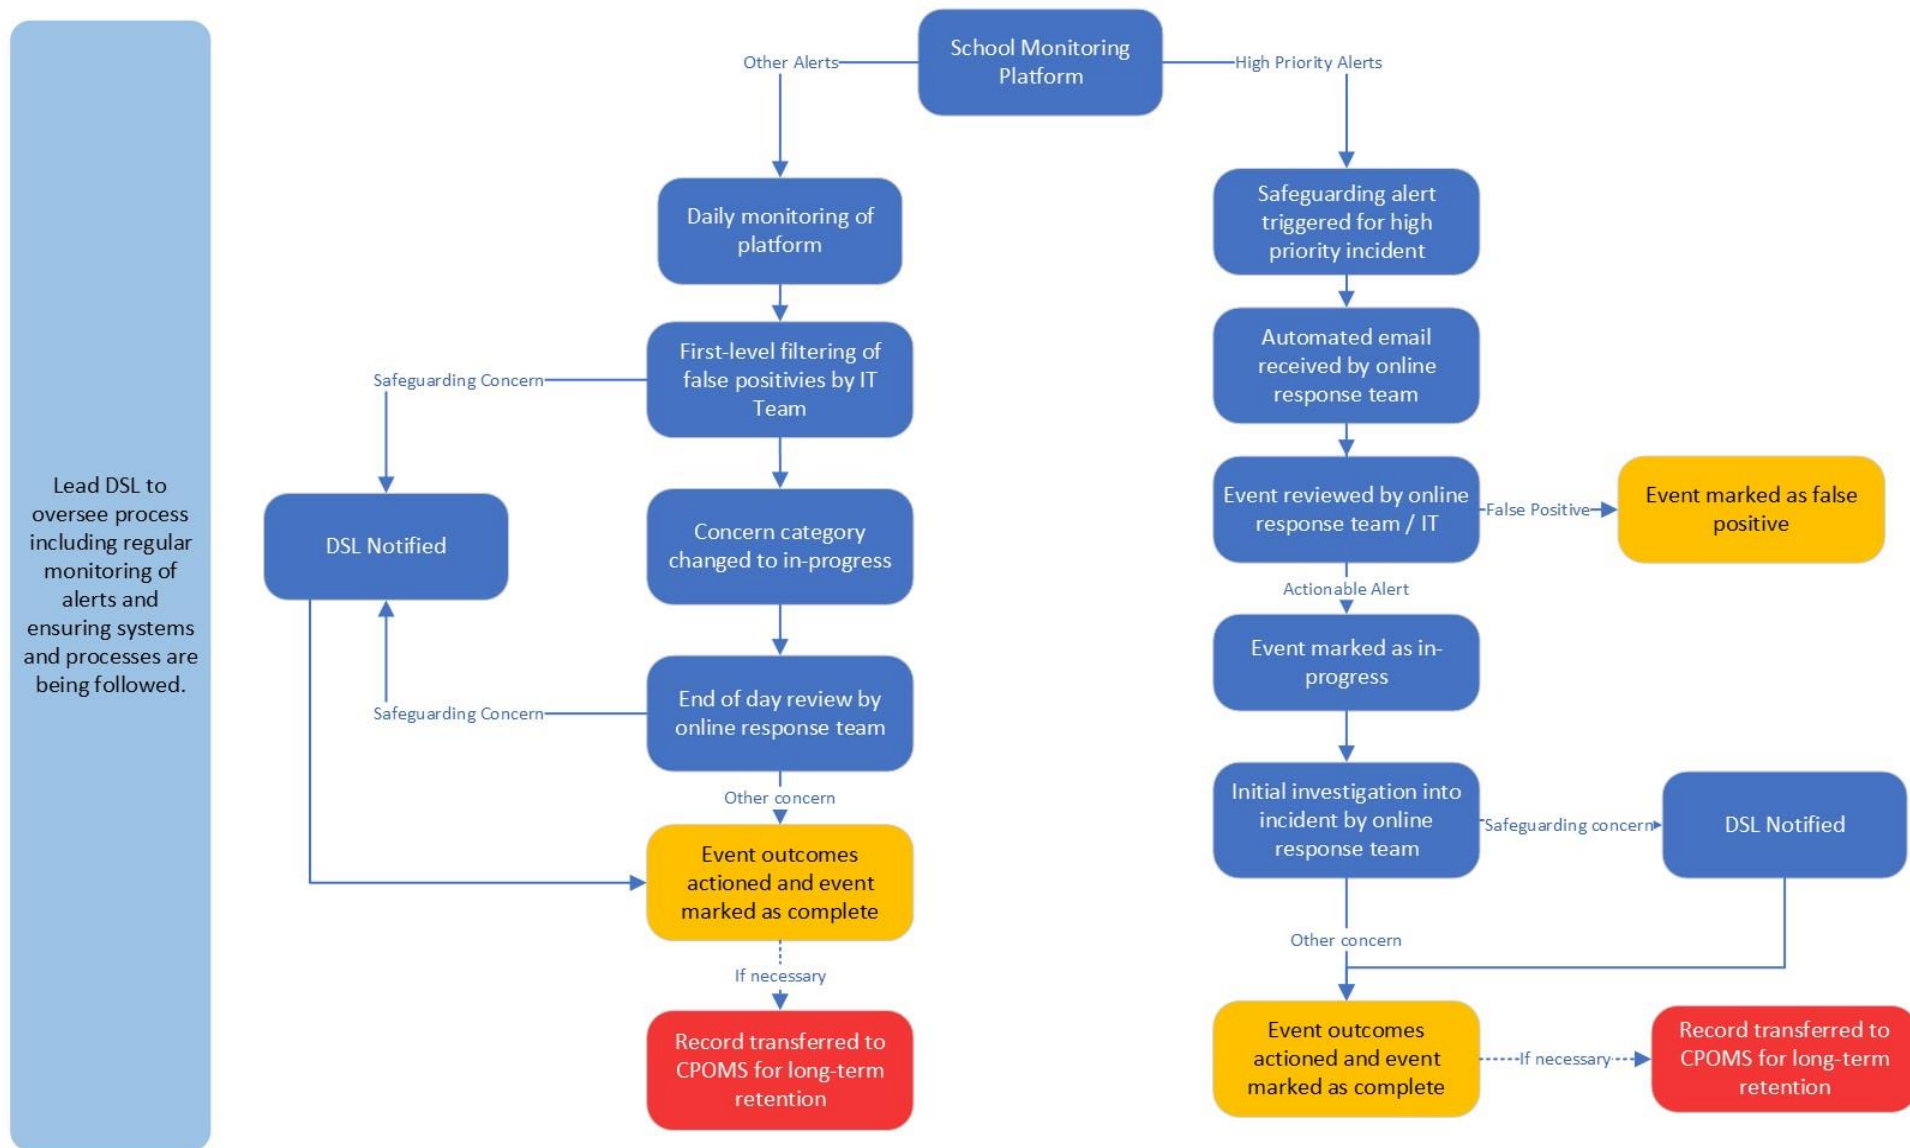 Lead DSL to
oversee process
including regular
monitoring of
alerts and
ensuring systems
and processes are
being followed.
School Monitoring
Platform
Other Alerts
High Priority Alerts
Daily monitoring of
platform
First-level filtering of
false positivies by IT
Team
Safeguarding Concern
DSL Notified
Concern category
changed to in-progress
End of day review by
online response team
Safeguarding Concern
Other concern
Event outcomes
actioned and event
marked as complete
If necessary
Record transferred to
CPOMS for long-term
retention
Safeguarding alert
triggered for high
priority incident
Automated email
received by online
response team
Event reviewed by online
response team / IT
False Positive
Event marked as false
positive
Actionable Alert
Event marked as in-
progress
Initial investigation into
incident by online
response team
Safeguarding concern
DSL Notified
Other concern
Event outcomes
actioned and event
marked as complete
If necessary
Record transferred to
CPOMS for long-term
retention